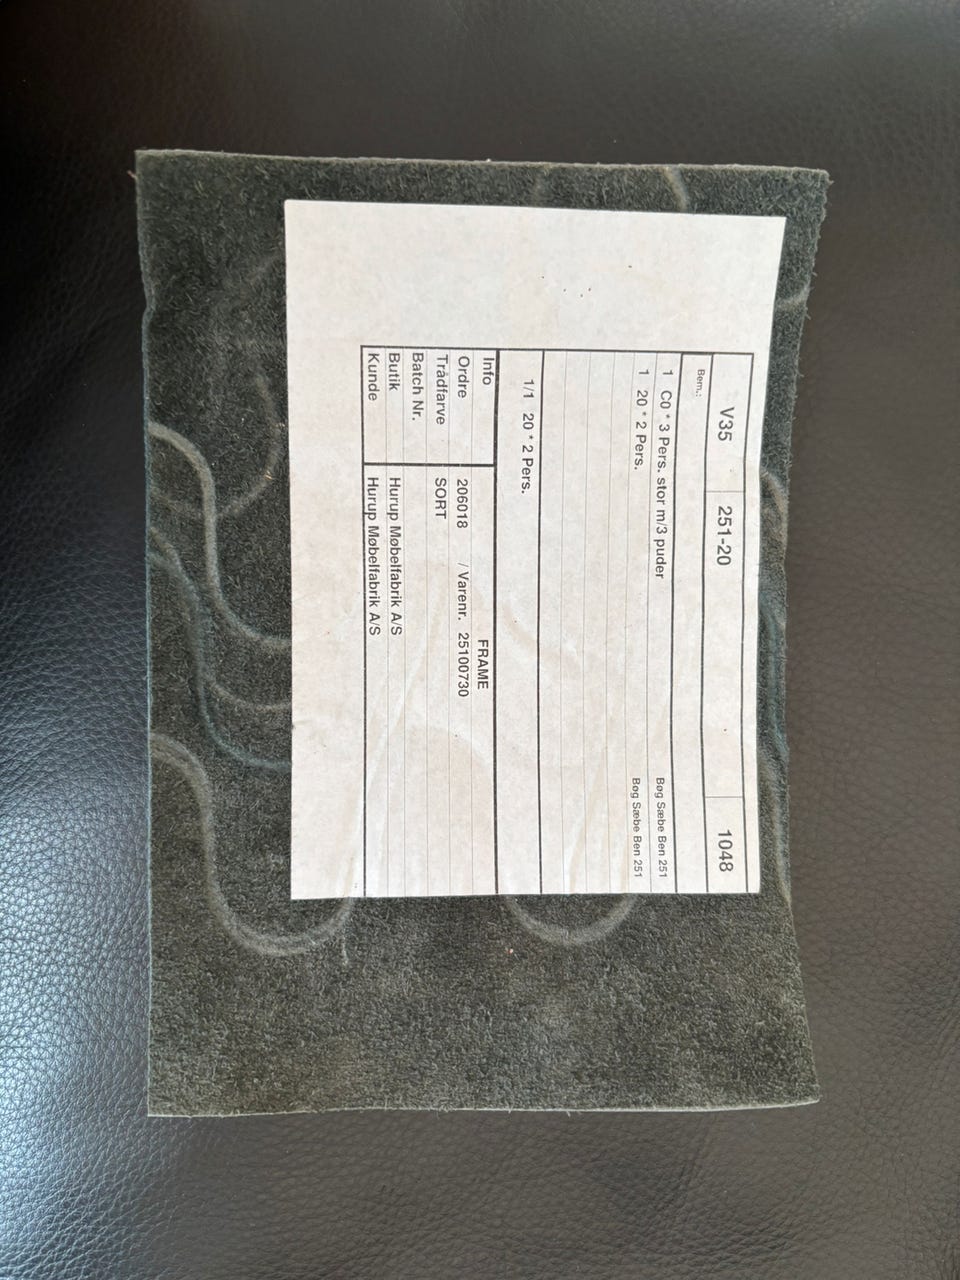 V35 251-20 1048
Bem.:
1 C0 * 3 Pers. stor m/3 puder Bøg Sæbe Ben 251
1 20 * 2 Pers. Bøg Sæbe Ben 251
1/1 20 * 2 Pers.
Info FRAME
Ordre 206018 / Varenr. 25100730
Trådfarve SORT
Batch Nr.
Butik Hurup Møbelfabrik A/S
Kunde Hurup Møbelfabrik A/S